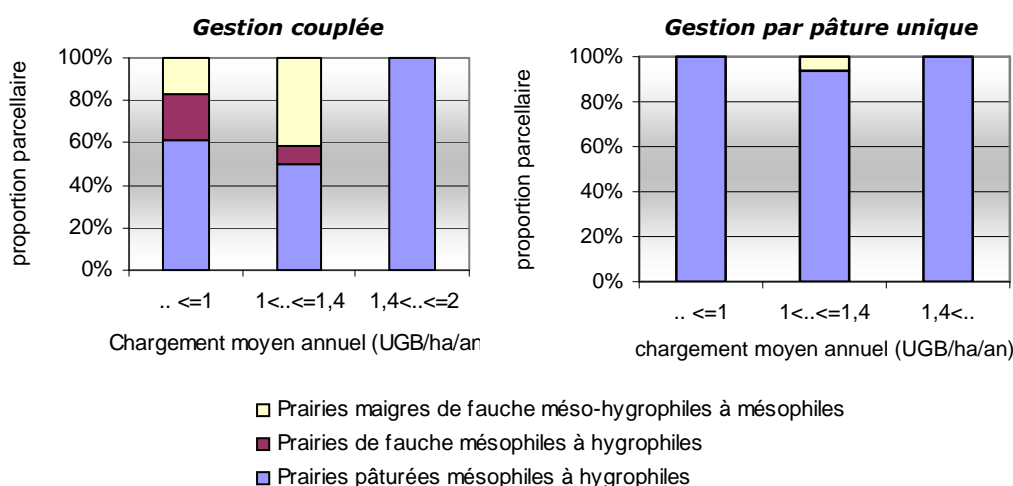 Gestion couplée
proportion parcellaire
100%
80%
60%
40%
20%
0%
.. <=1
1<..<=1,4
1,4<..<=2
Chargement moyen annuel (UGB/ha/an
Gestion par pâture unique
proportion parcellaire
100%
80%
60%
40%
20%
0%
.. <=1
1<..<=1,4
1,4<..
chargement moyen annuel (UGB/ha/an)
Prairies maigres de fauche méso-hygrophiles à mésophiles
Prairies de fauche mésophiles à hygrophiles
Prairies pâturées mésophiles à hygrophiles